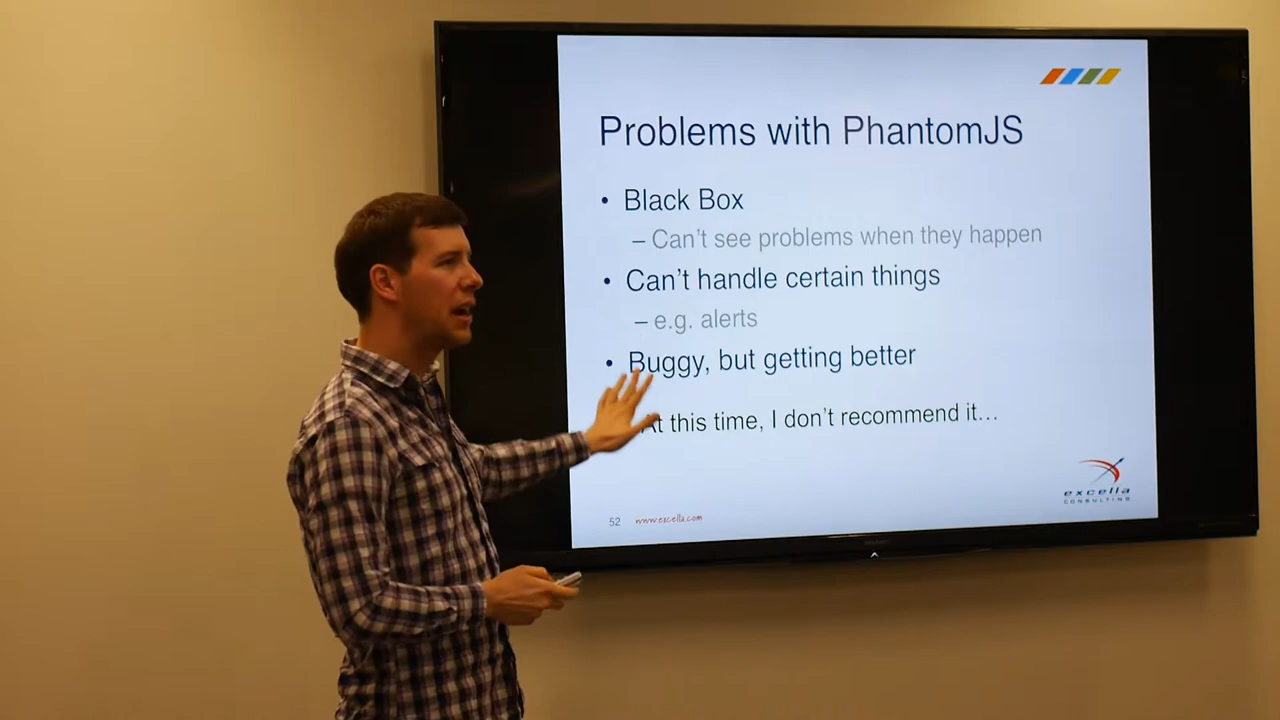 Problems with PhantomJS
• Black Box
– Can't see problems when they happen
• Can't handle certain things
– e.g. alerts
• Buggy, but getting better
At this time, I don't recommend it…
excella
CONSULTING
52 www.excella.com